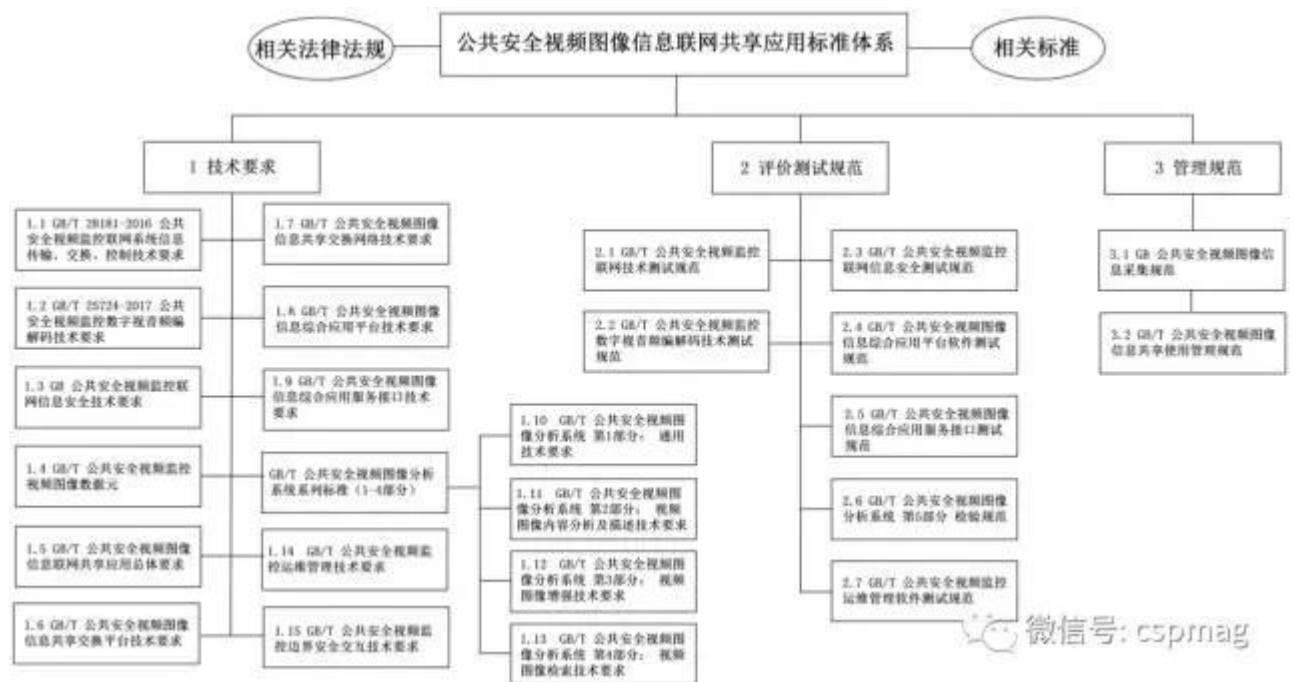 相关法律法规
公共安全视频图像信息联网共享应用标准体系
相关标准
1 技术要求
1.1 GB/T 28181-2016 公共
安全视频监控联网系统信息
传输、交换、控制技术要求
1.2 GB/T 25724-2017 公共
安全视频监控数字视音频编
解码技术要求
1.3 GB 公共安全视频监控联
网信息安全技术要求
1.4 GB/T 公共安全视频监控
视频图像数据元
1.5 GB/T 公共安全视频图像
信息联网共享应用总体要求
1.6 GB/T 公共安全视频图像
信息共享交换平台技术要求
1.7 GB/T 公共安全视频图像
信息共享交换网络技术要求
1.8 GB/T 公共安全视频图像
信息综合应用平台技术要求
1.9 GB/T 公共安全视频图像
信息综合应用服务接口技术
要求
GB/T 公共安全视频图像分析
系统系列标准（1-4部分）
1.10 GB/T 公共安全视频图
像分析系统 第1部分： 通用
技术要求
1.11 GB/T 公共安全视频图
像分析系统 第2部分： 视频
图像内容分析及描述技术要求
1.12 GB/T 公共安全视频图
像分析系统 第3部分： 视频
图像增强技术要求
1.13 GB/T 公共安全视频图
像分析系统 第4部分： 视频
图像检索技术要求
1.14 GB/T 公共安全视频监
控运维管理技术要求
1.15 GB/T 公共安全视频监
控边界安全交互技术要求
2 评价测试规范
2.1 GB/T 公共安全视频监控
联网技术测试规范
2.2 GB/T 公共安全视频监控
数字视音频编解码技术测试
规范
2.3 GB/T 公共安全视频监控
联网信息安全测试规范
2.4 GB/T 公共安全视频图像
信息综合应用平台软件测试
规范
2.5 GB/T 公共安全视频图像
信息综合应用服务接口测试
规范
2.6 GB/T 公共安全视频图像
分析系统 第5部分 检验规范
2.7 GB/T 公共安全视频监控
运维管理软件测试规范
3 管理规范
3.1 GB 公共安全视频图像信
息采集规范
3.2 GB/T 公共安全视频图像
信息共享使用管理规范
微信号: cspmag